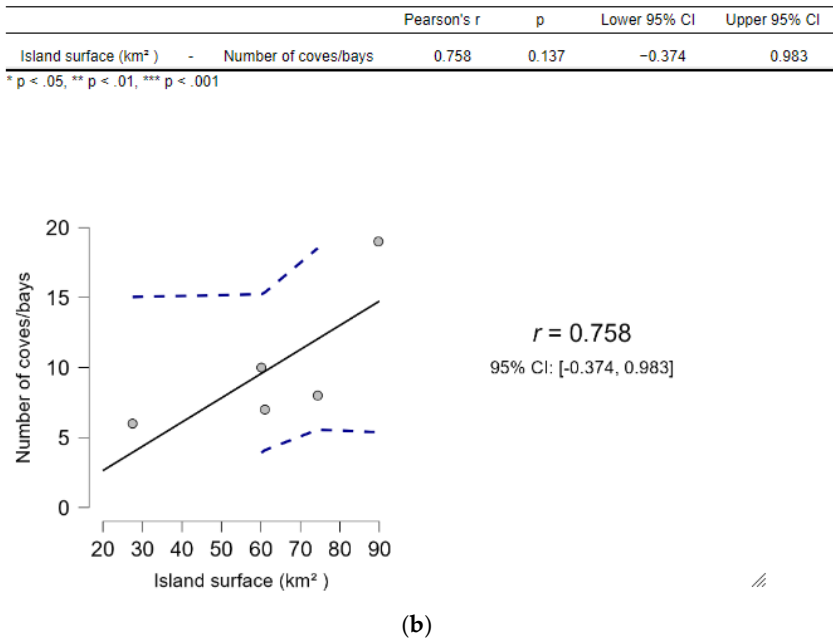 Pearson's r p Lower 95% CI Upper 95% CI
Island surface (km² ) - Number of coves/bays 0.758 0.137 −0.374 0.983
* p < .05, ** p < .01, *** p < .001
20
15
10
5
0
Number of coves/bays
r = 0.758
95% CI: [-0.374, 0.983]
20 30 40 50 60 70 80 90
Island surface (km² )
(b)